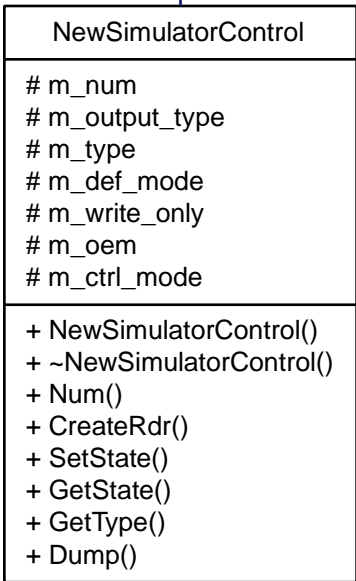 NewSimulatorControl
# m_num
# m_output_type
# m_type
# m_def_mode
# m_write_only
# m_oem
# m_ctrl_mode
+ NewSimulatorControl()
+ ~NewSimulatorControl()
+ Num()
+ CreateRdr()
+ SetState()
+ GetState()
+ GetType()
+ Dump()